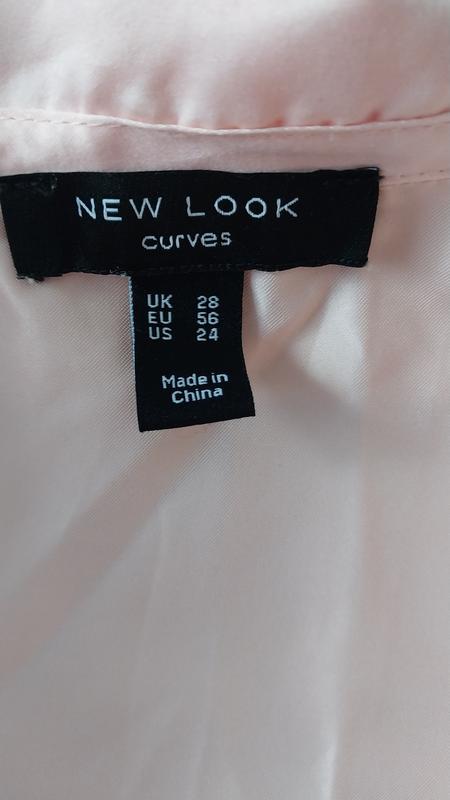 NEW LOOK
curves
UK 28
EU 56
US 24
Made in
China